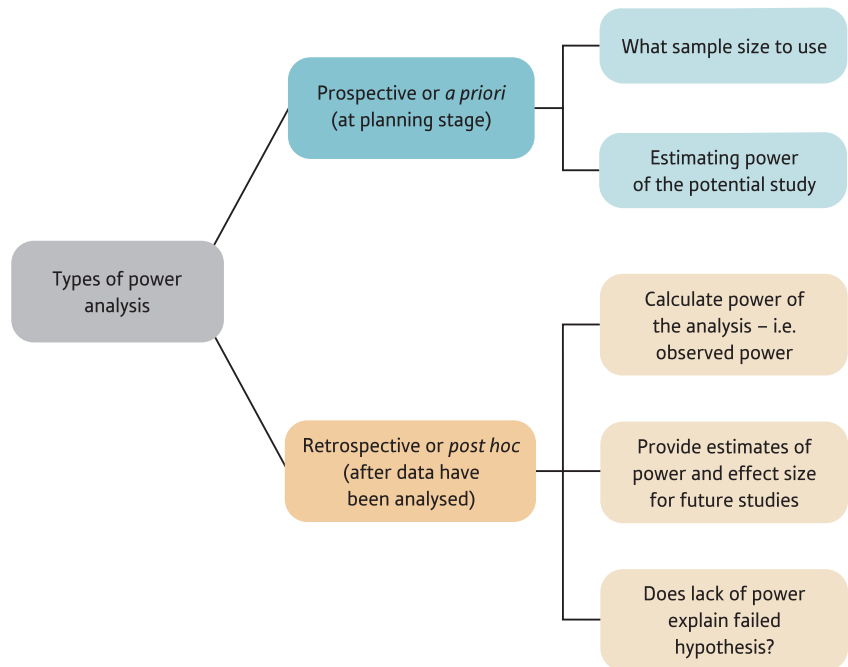 What sample size to use
Prospective or a priori
(at planning stage)
Estimating power
of the potential study
Types of power
analysis
Calculate power of
the analysis – i.e.
observed power
Retrospective or post hoc
(after data have
been analysed)
Provide estimates of
power and effect size
for future studies
Does lack of power
explain failed
hypothesis?